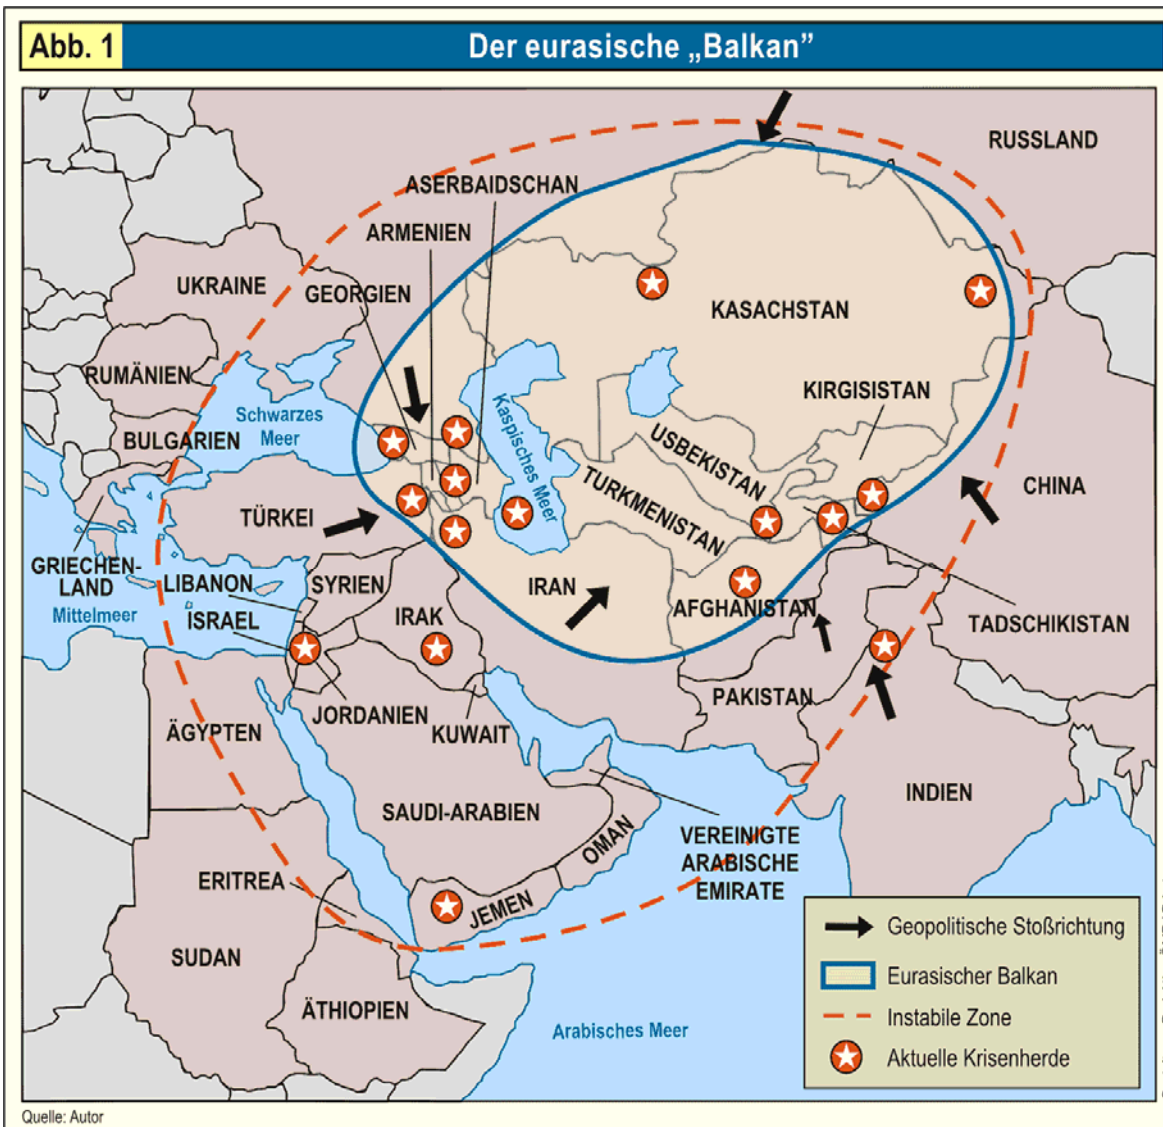 Abb. 1
Der eurasische „Balkan”
RUSSLAND
ASERBAIDSCHAN
ARMENIEN
UKRAINE
GEORGIEN
KASACHSTAN
RUMÄNIEN
KIRGISISTAN
Schwarzes
Meer
Kaspisches Meer
BULGARIEN
USBEKISTAN
TURKMENISTAN
CHINA
TÜRKEI
GRIECHEN-
LAND
LIBANON
SYRIEN
IRAN
AFGHANISTAN
Mittelmeer
ISRAEL
IRAK
TADSCHIKISTAN
PAKISTAN
JORDANIEN
KUWAIT
ÄGYPTEN
INDIEN
SAUDI-ARABIEN
OMAN
VEREINIGTE
ARABISCHE
EMIRATE
ERITREA
JEMEN
SUDAN
ÄTHIOPIEN
Arabisches Meer
Geopolitische Stoßrichtung
Eurasischer Balkan
Instabile Zone
Aktuelle Krisenherde
Quelle: Autor